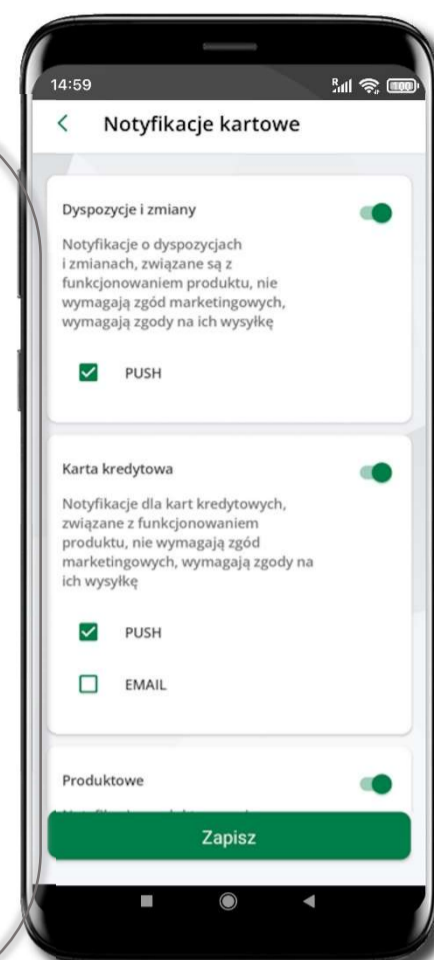 14:59
Notyfikacje kartowe
Dyspozycje i zmiany
Notyfikacje o dyspozycjach
i zmianach, związane są z
funkcjonowaniem produktu, nie
wymagają zgód marketingowych,
wymagają zgody na ich wysyłkę
PUSH
Karta kredytowa
Notyfikacje dla kart kredytowych,
związane z funkcjonowaniem
produktu, nie wymagają zgód
marketingowych, wymagają zgody na
ich wysyłkę
PUSH
EMAIL
Produktowe
Zapisz